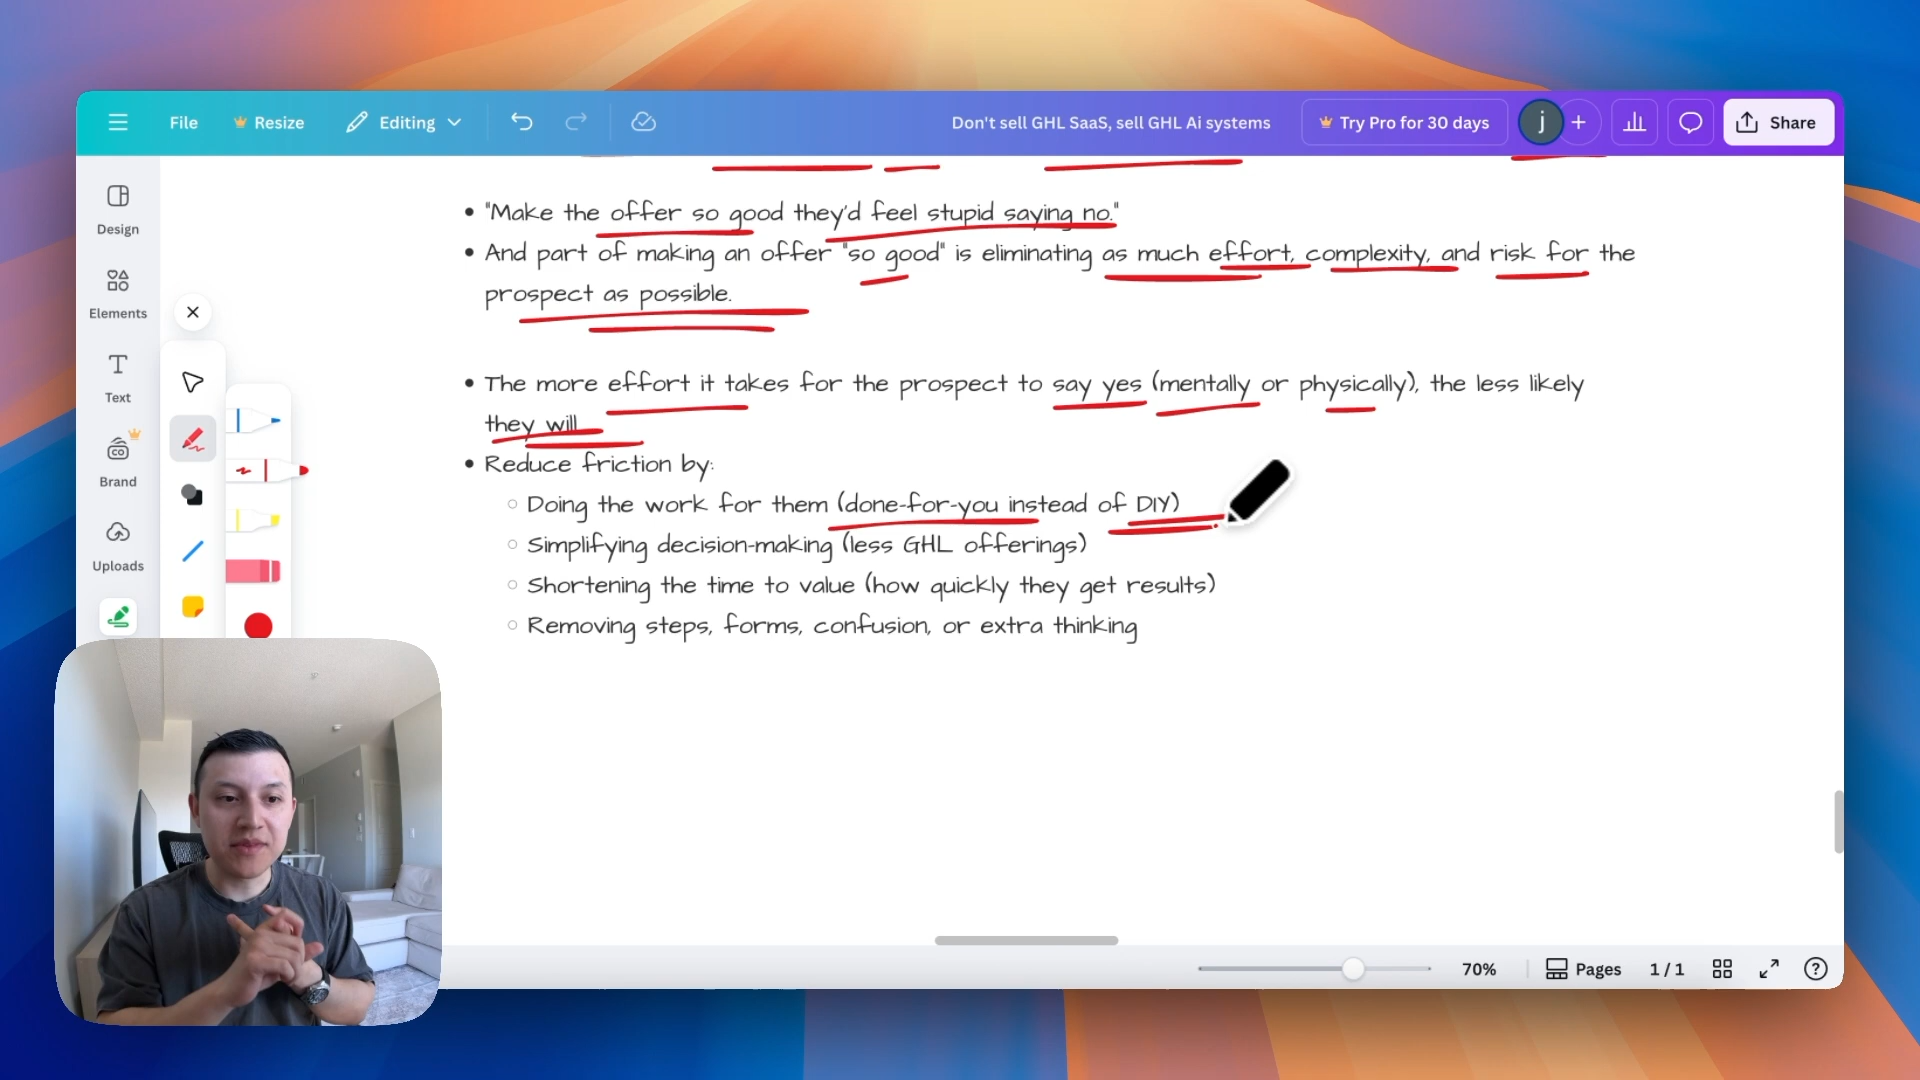 File
Resize
Editing
Don't sell GHL SaaS, sell GHL Ai systems
Try Pro for 30 days
j
+
Share
Design
Elements
Text
Brand
Uploads
• "Make the offer so good they'd feel stupid saying no."
• And part of making an offer "so good" is eliminating as much effort, complexity, and risk for the
prospect as possible.
• The more effort it takes for the prospect to say yes (mentally or physically), the less likely
they will
• Reduce friction by:
○ Doing the work for them (done-for-you instead of DIY)
○ Simplifying decision-making (less GHL offerings)
○ Shortening the time to value (how quickly they get results)
○ Removing steps, forms, confusion, or extra thinking
70%
Pages
1 / 1